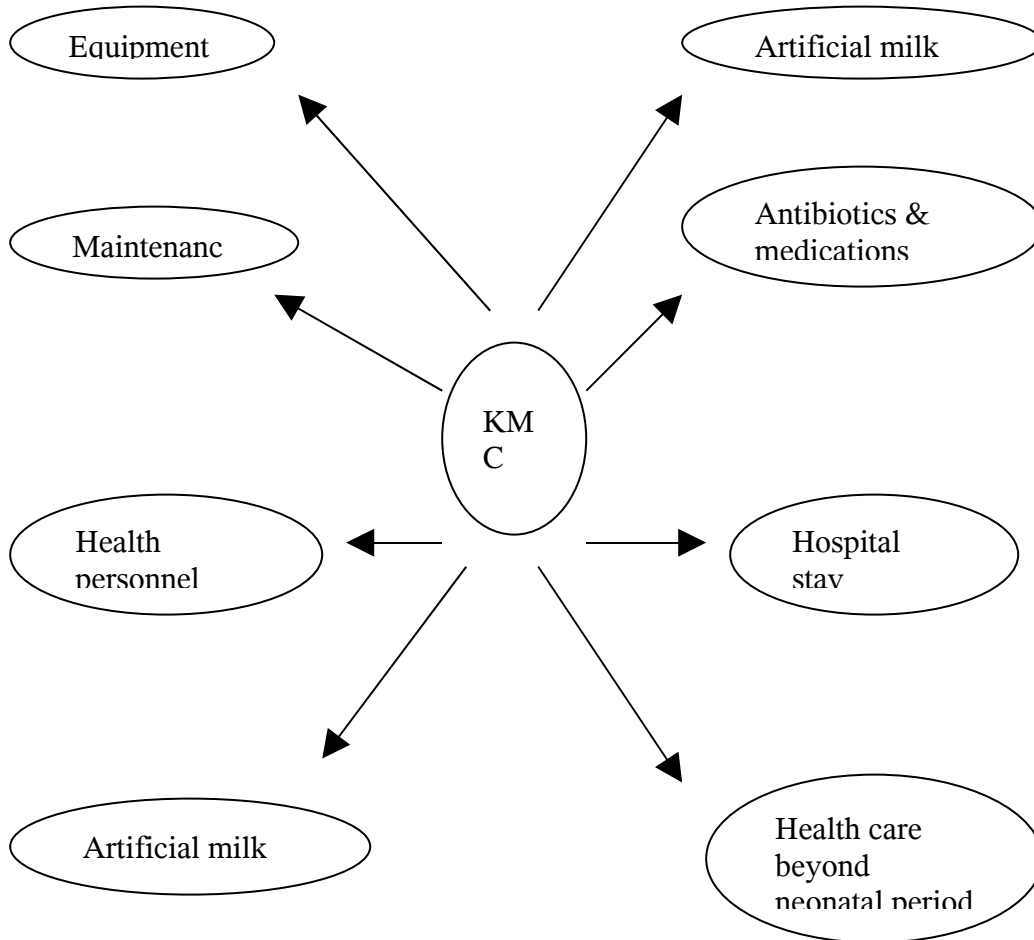 Equipment
Artificial milk
Maintenanc
Antibiotics &
medications
KM
C
Health
personnel
Hospital
stay
Artificial milk
Health care
beyond
neonatal period